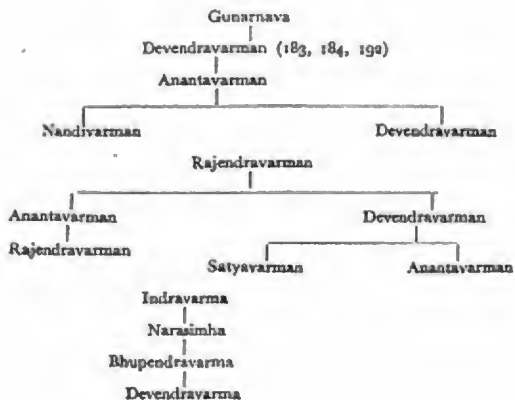 Gunarnava
Devendravarman (183, 184, 192)
Anantavarman
Nandivarman Devendravarman
Rajendravarman
Anantavarman Devendravarman
Rajendravarman
Satyavarman Anantavarman
Indravarma
Narasimha
Bhupendravarma
Devendravarma